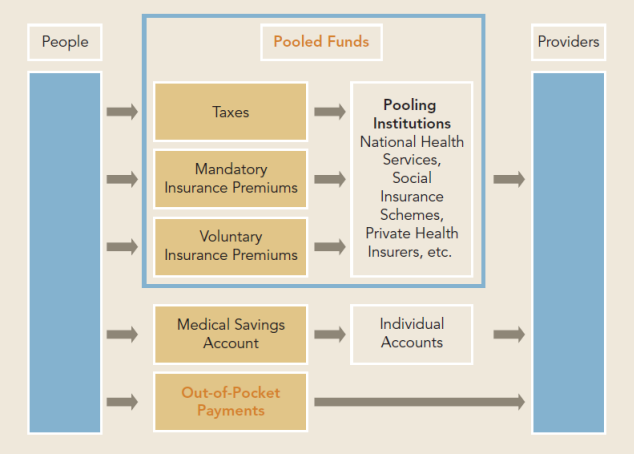 People
Pooled Funds
Providers
Taxes
Mandatory
Insurance Premiums
Voluntary
Insurance Premiums
Pooling
Institutions
National Health
Services,
Social
Insurance
Schemes,
Private Health
Insurers, etc.
Medical Savings
Account
Individual
Accounts
Out-of-Pocket
Payments